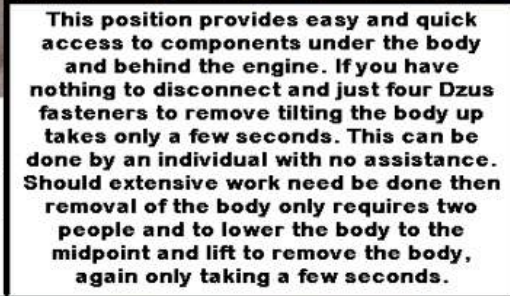 This position provides easy and quick
access to components under the body
and behind the engine. If you have
nothing to disconnect and just four Dzus
fasteners to remove tilting the body up
takes only a few seconds. This can be
done by an individual with no assistance.
Should extensive work need be done then
removal of the body only requires two
people and to lower the body to the
midpoint and lift to remove the body,
again only taking a few seconds.